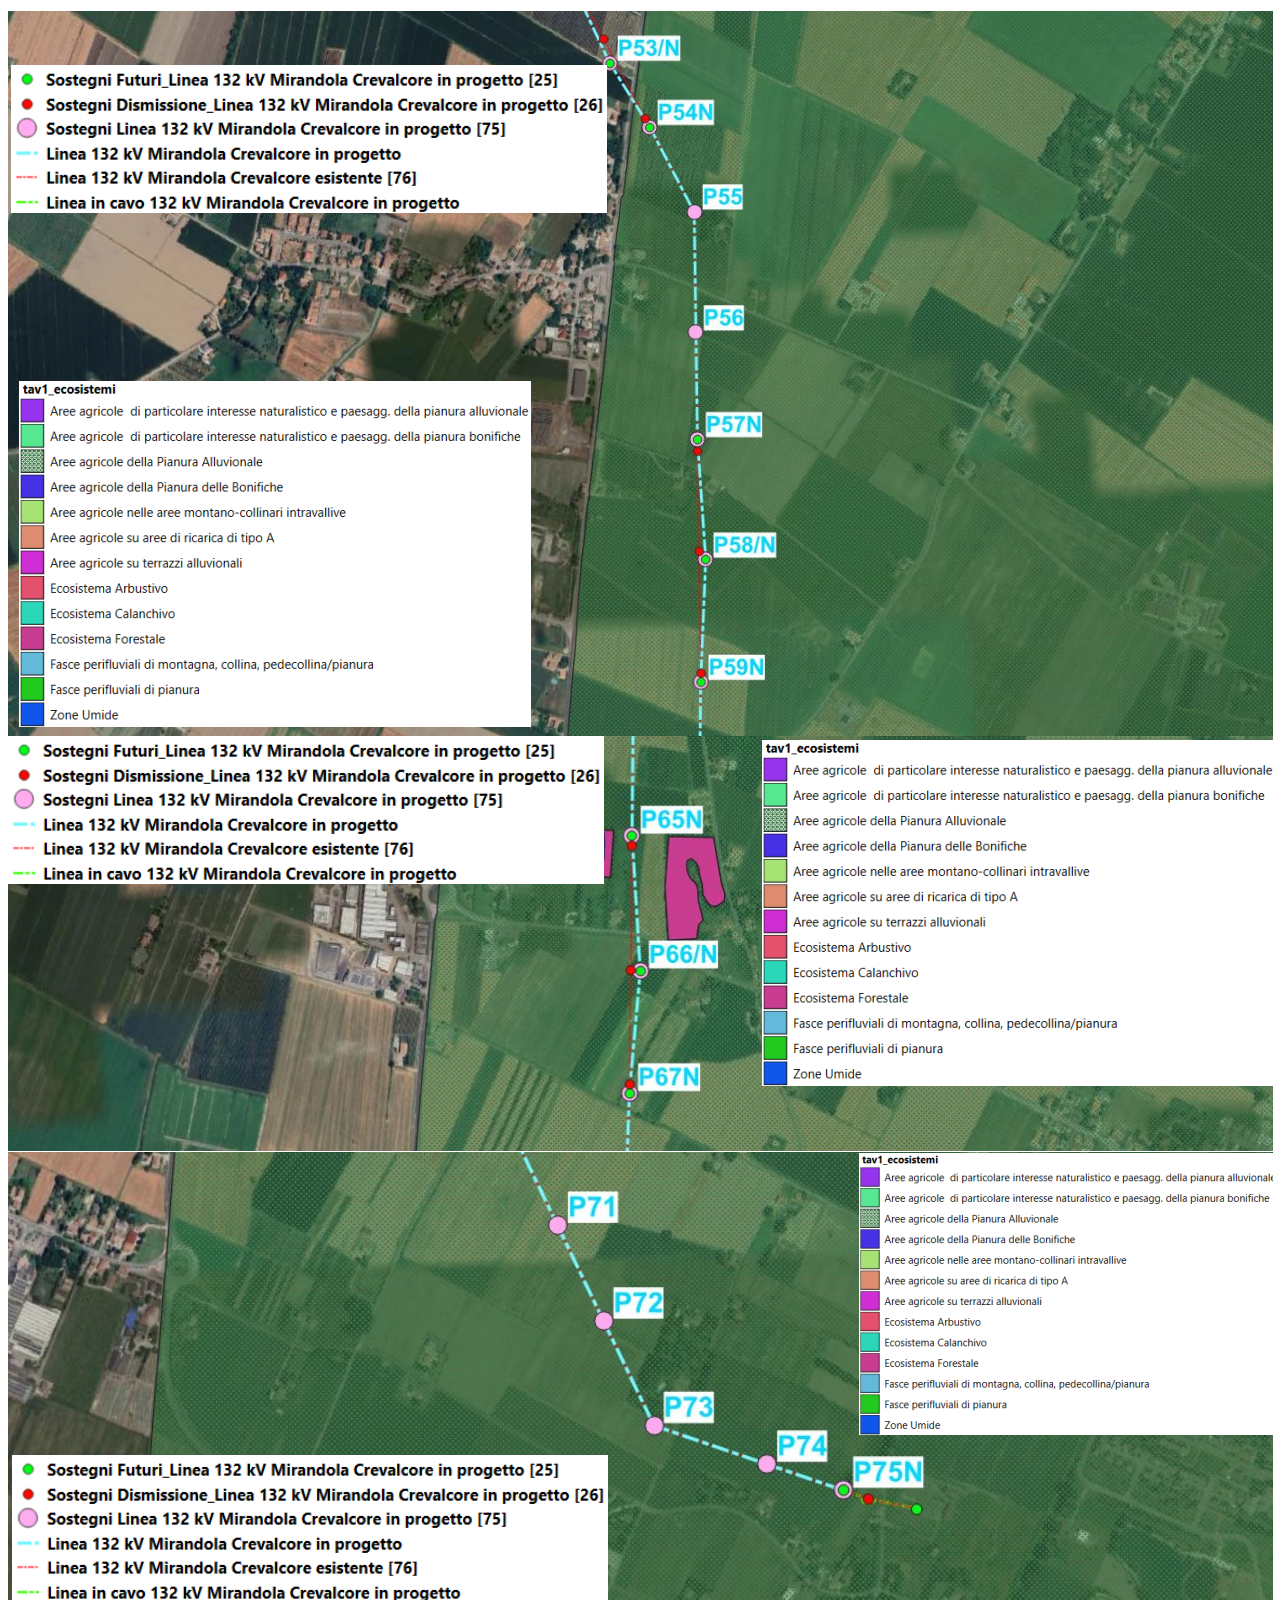 P53/N
Sostegni Futuri_Linea 132 kV Mirandola Crevalcore in progetto [25]
Sostegni Dismissione_Linea 132 kV Mirandola Crevalcore in progetto [26]
P54N
Sostegni Linea 132 kV Mirandola Crevalcore in progetto [75]
Linea 132 kV Mirandola Crevalcore in progetto
Linea 132 kV Mirandola Crevalcore esistente [76]
Linea in cavo 132 kV Mirandola Crevalcore in progetto
P55
P56
tav1_ecosistemi
Aree agricole di particolare interesse naturalistico e paesagg. della pianura alluvionale
Aree agricole di particolare interesse naturalistico e paesagg. della pianura bonifiche
Aree agricole della Pianura Alluvionale
Aree agricole della Pianura delle Bonifiche
Aree agricole nelle aree montano-collinari intravallive
Aree agricole su aree di ricarica di tipo A
Aree agricole su terrazzi alluvionali
Ecosistema Arbustivo
Ecosistema Calanchivo
Ecosistema Forestale
Fasce perifluviali di montagna, collina, pedecollina/pianura
Fasce perifluviali di pianura
Zone Umide
P57N
P58/N
P59N
Sostegni Futuri_Linea 132 kV Mirandola Crevalcore in progetto [25]
Sostegni Dismissione_Linea 132 kV Mirandola Crevalcore in progetto [26]
Sostegni Linea 132 kV Mirandola Crevalcore in progetto [75]
Linea 132 kV Mirandola Crevalcore in progetto
Linea 132 kV Mirandola Crevalcore esistente [76]
Linea in cavo 132 kV Mirandola Crevalcore in progetto
P65N
P66/N
P67N
tav1_ecosistemi
Aree agricole di particolare interesse naturalistico e paesagg. della pianura alluvionale
Aree agricole di particolare interesse naturalistico e paesagg. della pianura bonifiche
Aree agricole della Pianura Alluvionale
Aree agricole della Pianura delle Bonifiche
Aree agricole nelle aree montano-collinari intravallive
Aree agricole su aree di ricarica di tipo A
Aree agricole su terrazzi alluvionali
Ecosistema Arbustivo
Ecosistema Calanchivo
Ecosistema Forestale
Fasce perifluviali di montagna, collina, pedecollina/pianura
Fasce perifluviali di pianura
Zone Umide
tav1_ecosistemi
Aree agricole di particolare interesse naturalistico e paesagg. della pianura alluvionale
Aree agricole di particolare interesse naturalistico e paesagg. della pianura bonifiche
Aree agricole della Pianura Alluvionale
Aree agricole della Pianura delle Bonifiche
Aree agricole nelle aree montano-collinari intravallive
Aree agricole su aree di ricarica di tipo A
Aree agricole su terrazzi alluvionali
Ecosistema Arbustivo
Ecosistema Calanchivo
Ecosistema Forestale
Fasce perifluviali di montagna, collina, pedecollina/pianura
Fasce perifluviali di pianura
Zone Umide
P71
P72
P73
P74
P75N
Sostegni Futuri_Linea 132 kV Mirandola Crevalcore in progetto [25]
Sostegni Dismissione_Linea 132 kV Mirandola Crevalcore in progetto [26]
Sostegni Linea 132 kV Mirandola Crevalcore in progetto [75]
Linea 132 kV Mirandola Crevalcore in progetto
Linea 132 kV Mirandola Crevalcore esistente [76]
Linea in cavo 132 kV Mirandola Crevalcore in progetto